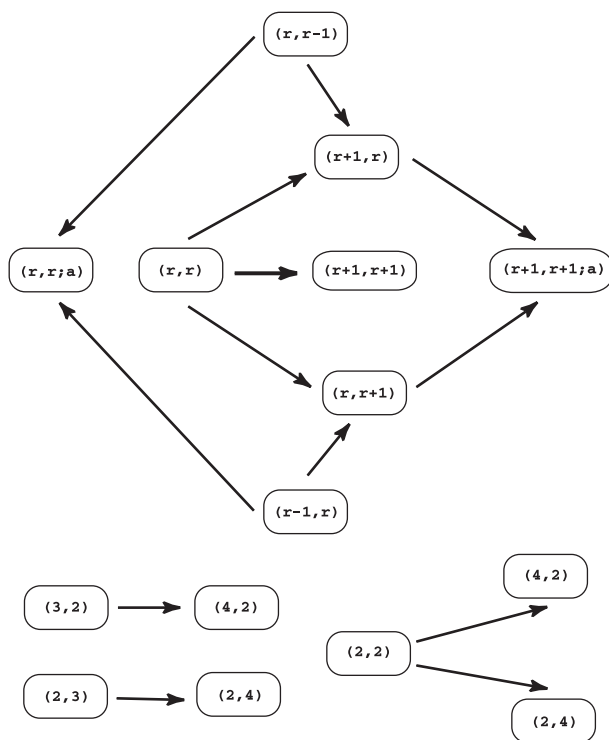 (r,r-1)
(r+1,r)
(r,r;a)
(r,r)
(r+1,r+1)
(r+1,r+1;a)
(r,r+1)
(r-1,r)
(4,2)
(3,2)
(4,2)
(2,2)
(2,3)
(2,4)
(2,4)